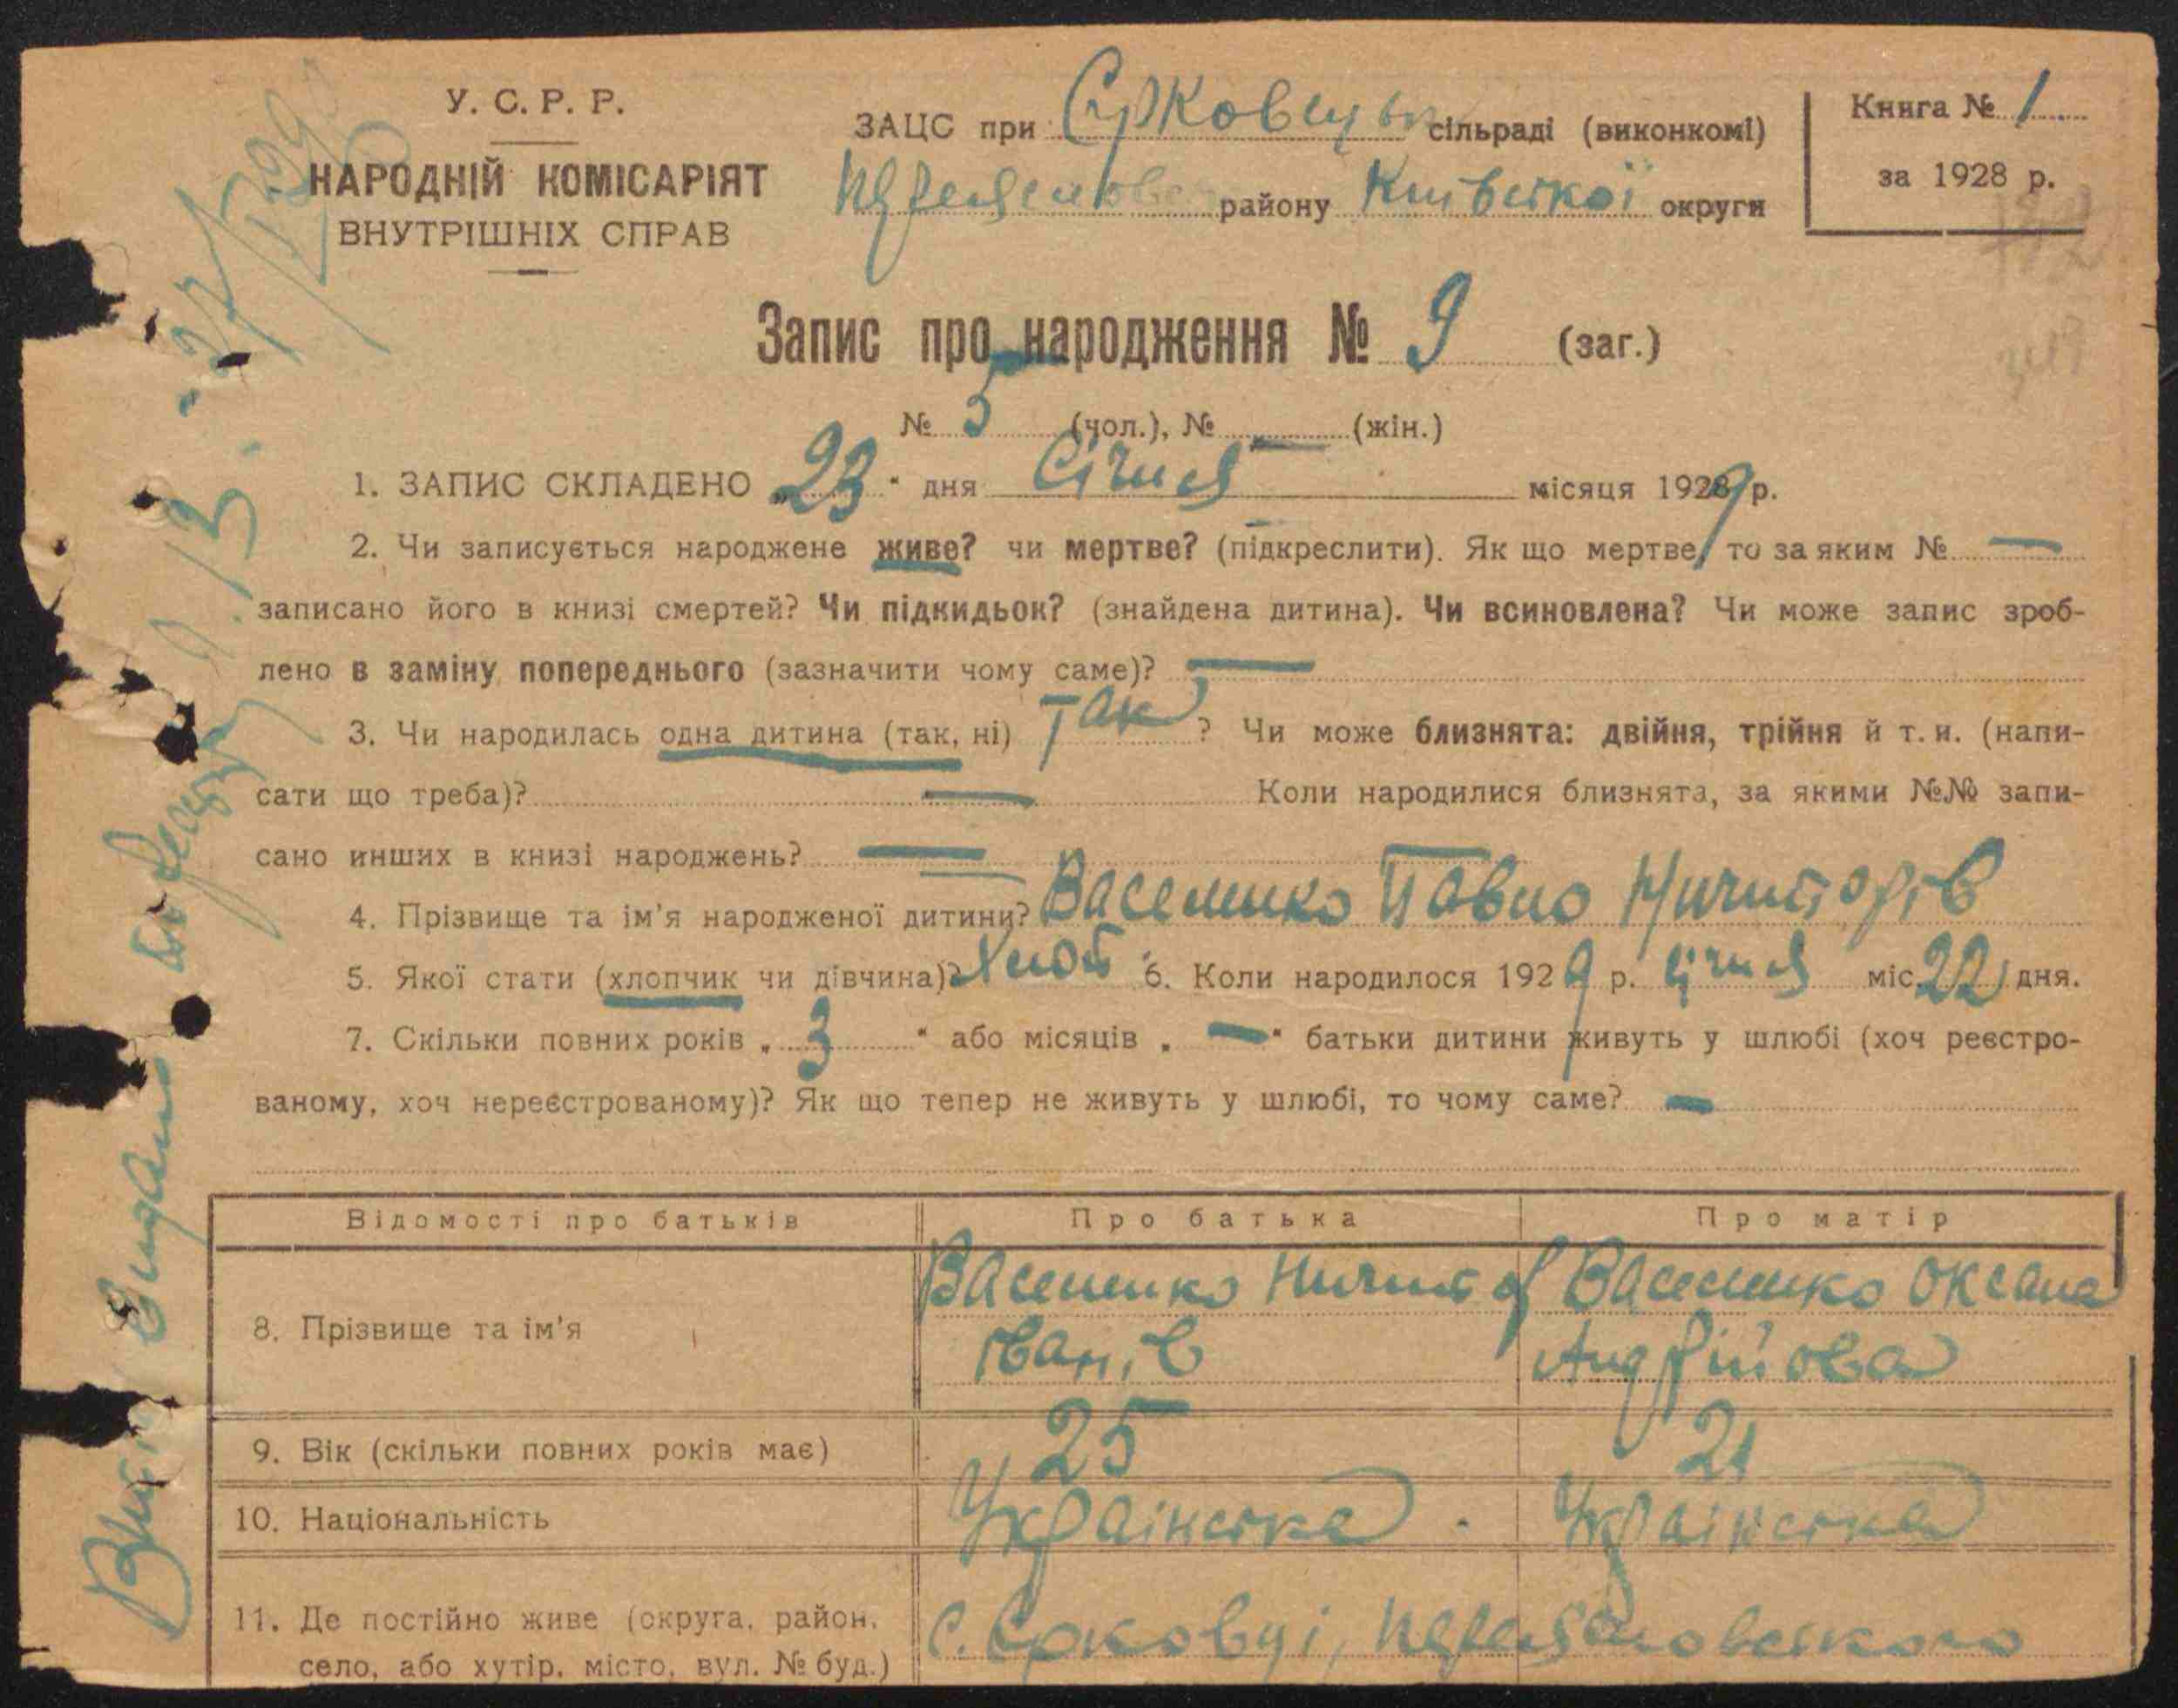 У. С. Р. Р.
НАРОДНІЙ КОМІСАРІЯТ
ВНУТРІШНІХ СПРАВ
ЗАЦС при сільраді (виконкомі)
району Київської округи
Книга № 1
за 1928 р.
Запис про народження № 9 (заг.)
№ 5 (чол.), № — (жін.)
1. ЗАПИС СКЛАДЕНО „23“ дня Січня місяця 1929 р.
2. Чи записується народжене живе? чи мертве? (підкреслити). Як що мертве, то за яким № —
записано його в книзі смертей? Чи підкидьок? (знайдена дитина). Чи всиновлена? Чи може запис зроб-
лено в заміну попереднього (зазначити чому саме)? —
3. Чи народилась одна дитина (так, ні) так ? Чи може близнята: двійня, трійня й т. и. (напи-
сати що треба)? — Коли народилися близнята, за якими №№ запи-
сано инших в книзі народжень? —
4. Прізвище та ім'я народженої дитини? Васеленко Павло Ничипорів
5. Якої стати (хлопчик чи дівчина)? Хлоп. 6. Коли народилося 1929 р. січня міс. 22 дня.
7. Скільки повних років „3“ або місяців „—“ батьки дитини живуть у шлюбі (хоч реєстро-
ваному, хоч нереєстрованому)? Як що тепер не живуть у шлюбі, то чому саме? —
Відомості про батьків Про батька Про матір
8. Прізвище та ім'я Васеленко Ничипор Васеленко Оксана
Іванів Андрійова
9. Вік (скільки повних років має) 25 21
10. Національність Українська. Українська
11. Де постійно живе (округа, район,
село, або хутір, місто, вул. № буд.)
с. Єрковці,